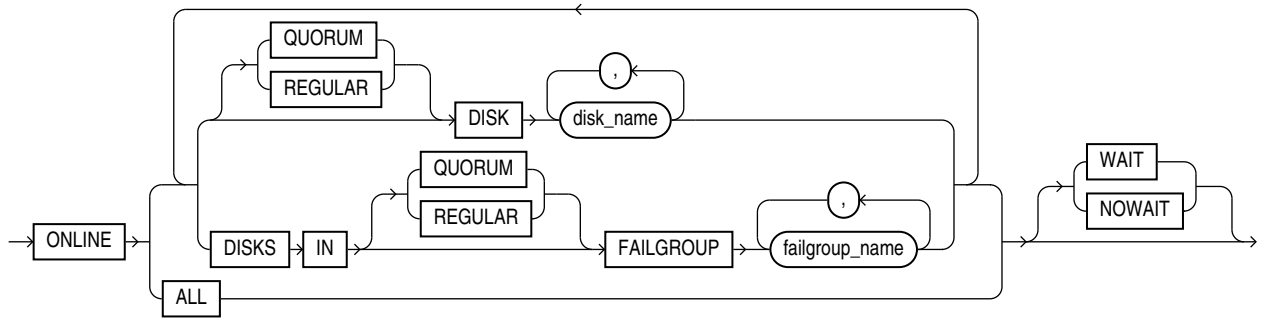 QUORUM
REGULAR
,
DISK
disk_name
QUORUM
REGULAR
WAIT
NOWAIT
,
ONLINE
DISKS
IN
FAILGROUP
failgroup_name
ALL